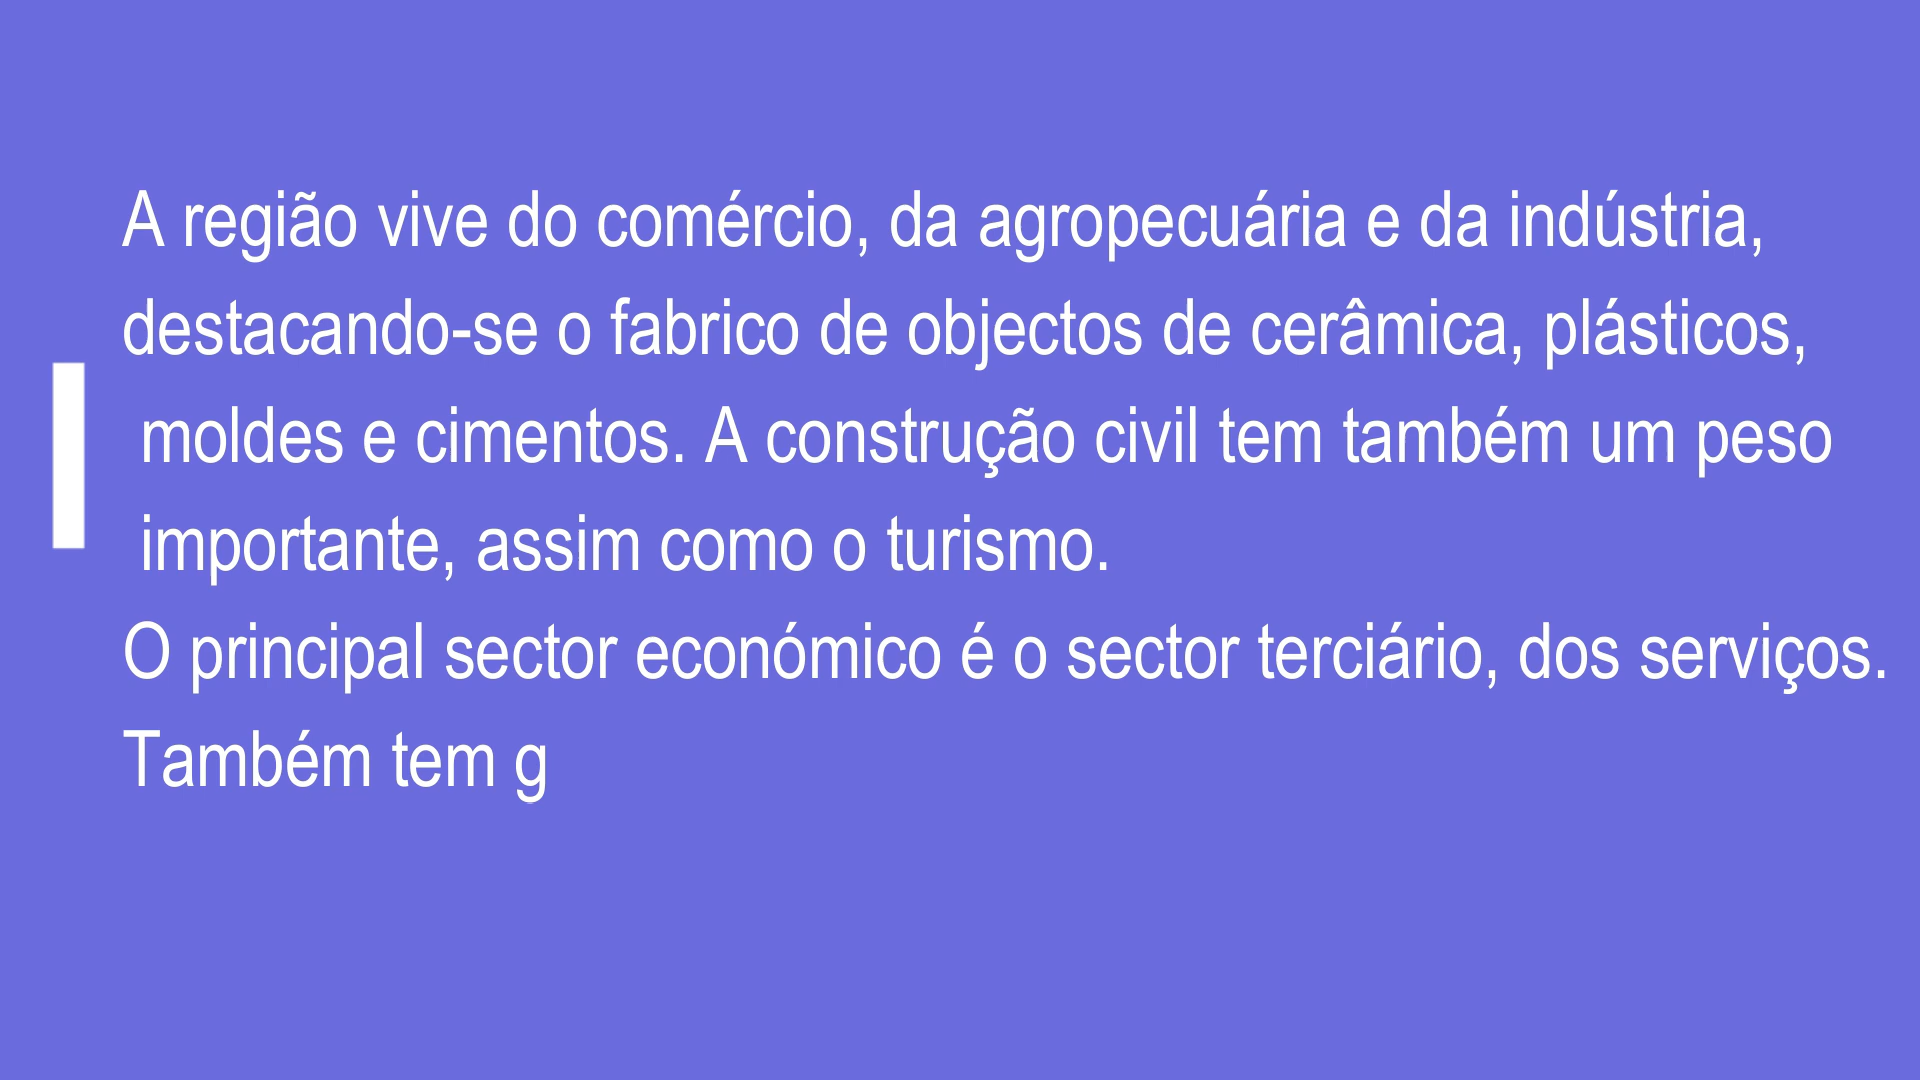 A região vive do comércio, da agropecuária e da indústria,
destacando-se o fabrico de objectos de cerâmica, plásticos,
moldes e cimentos. A construção civil tem também um peso
importante, assim como o turismo.
O principal sector económico é o sector terciário, dos serviços.
Também tem g